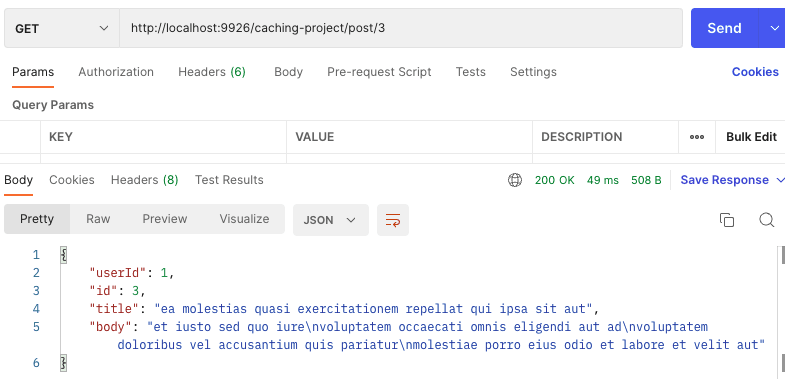 GET http://localhost:9926/caching-project/post/3 Send
Params Authorization Headers (6) Body Pre-request Script Tests Settings Cookies
Query Params
KEY VALUE DESCRIPTION ooo Bulk Edit
Body Cookies Headers (8) Test Results 200 OK 49 ms 508 B Save Response
Pretty Raw Preview Visualize JSON
1 {
2 "userId": 1,
3 "id": 3,
4 "title": "ea molestias quasi exercitationem repellat qui ipsa sit aut",
5 "body": "et iusto sed quo iure\nvoluptatem occaecati omnis eligendi aut ad\nvoluptatem
doloribus vel accusantium quis pariatur\nmolestiae porro eius odio et labore et velit aut"
6 }